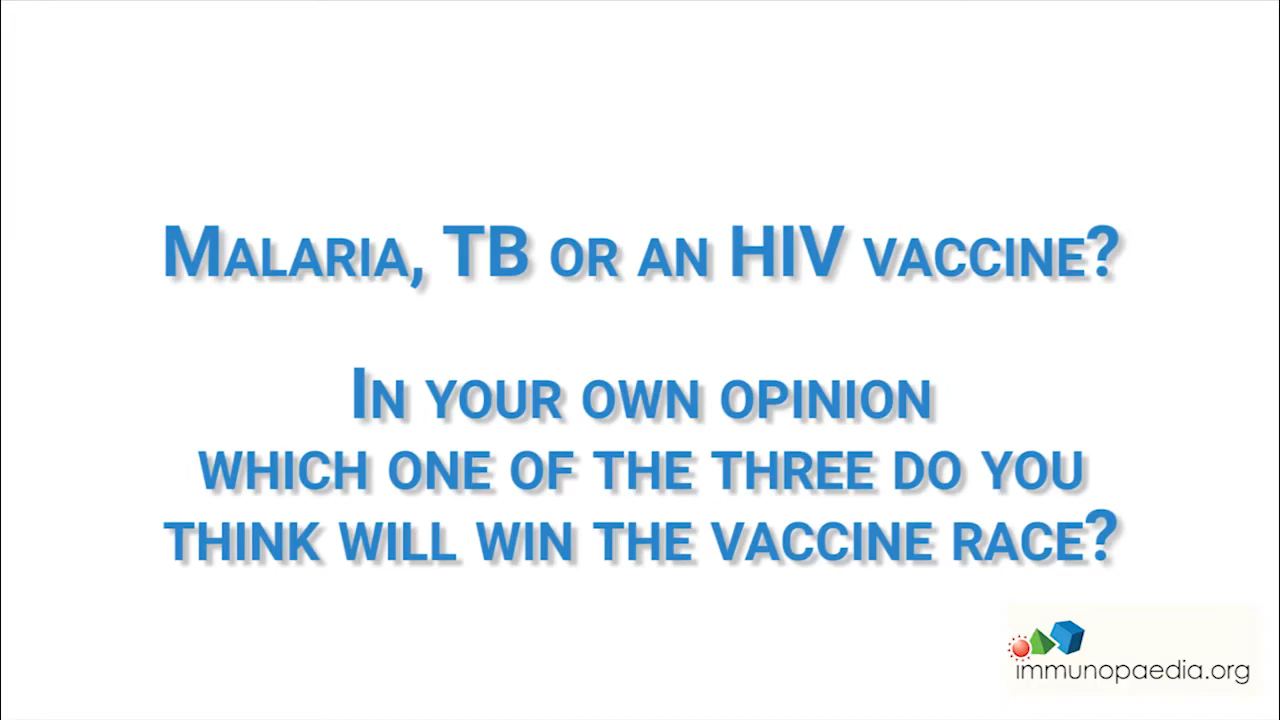 Malaria, TB or an HIV vaccine?
In your own opinion
which one of the three do you
think will win the vaccine race?
immunopaedia.org